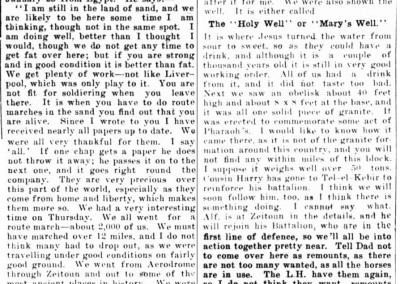 "I am still in the land of sand, and we
are likely to be here some time I am
thinking, though not in the same spot. I
am doing well, better than I thought I
would, though we do not get any time to
get fat over here; but if you are strong
and in good condition it is better than fat.
We get plenty of work—not like Liver-
pool, which was only play to it. You are
not fit for soldiering when you leave
there. It is when you have to do route
marches in the sand you find out that you
are alive. Since I wrote to you I have
received nearly all papers up to date. We
were all very thankful for them. I say
'all.' If one chap gets a paper he does
not throw it away; he passes it on to the
next one, and it goes right round the
company. They are very precious over
this part of the world, especially as they
come from home and liberty, which makes
them more so. We had a very interesting
time on Thursday. We all went for a
route march—about 2,000 of us. We must
have marched over 12 miles, and I do not
think many had to drop out, as we were
travelling under good conditions on fairly
good ground. We went from Aerodrome
through Zeitoun and out to some of the
most ancient places in history. We were
after it for me. We were also shown the
well. It is either called
The "Holy Well" or "Mary's Well."
It is where Jesus turned the water from
sour to sweet, so as they could have a
drink, and although it is a couple of
thousand years old it is still in very good
working order. All of us had a drink
from it, and it did not taste too bad.
Next we saw an obelisk about 40 feet
high and about 8 x 8 feet at the base, and
it was all one solid piece of granite. It
was erected to commemorate some act of
Pharaoh's. I would like to know how it
came there, as it is not the granite for-
mation around this country, and you will
not find any within miles of this block.
I suppose it weighs well over 50 tons.
Cousin Harry has gone to Tel-el-Kebir to
reinforce his battalion. I think we will
soon follow him, too, as I think there is
something doing. I cannot say what.
Alf. is at Zeitoun in the details, and he
will rejoin his Battalion, who are in the
first line of defence, so we'll all be into
action together pretty near. Tell Dad not
to come over here as remounts, as there
are not too many wanted, as all the horses
are in use. The L.H. have them again,
so I do not think they want remounts